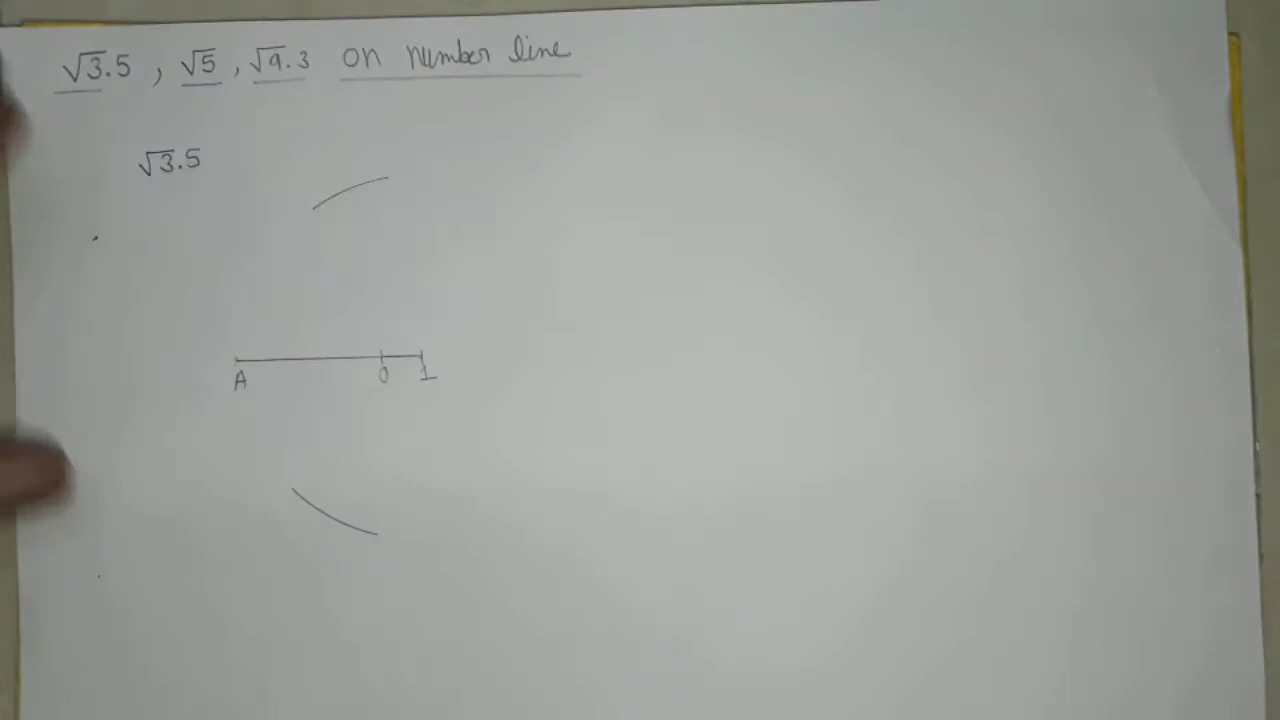 √3.5 , √5 , √9.3 on number line
√3.5
A 0 1